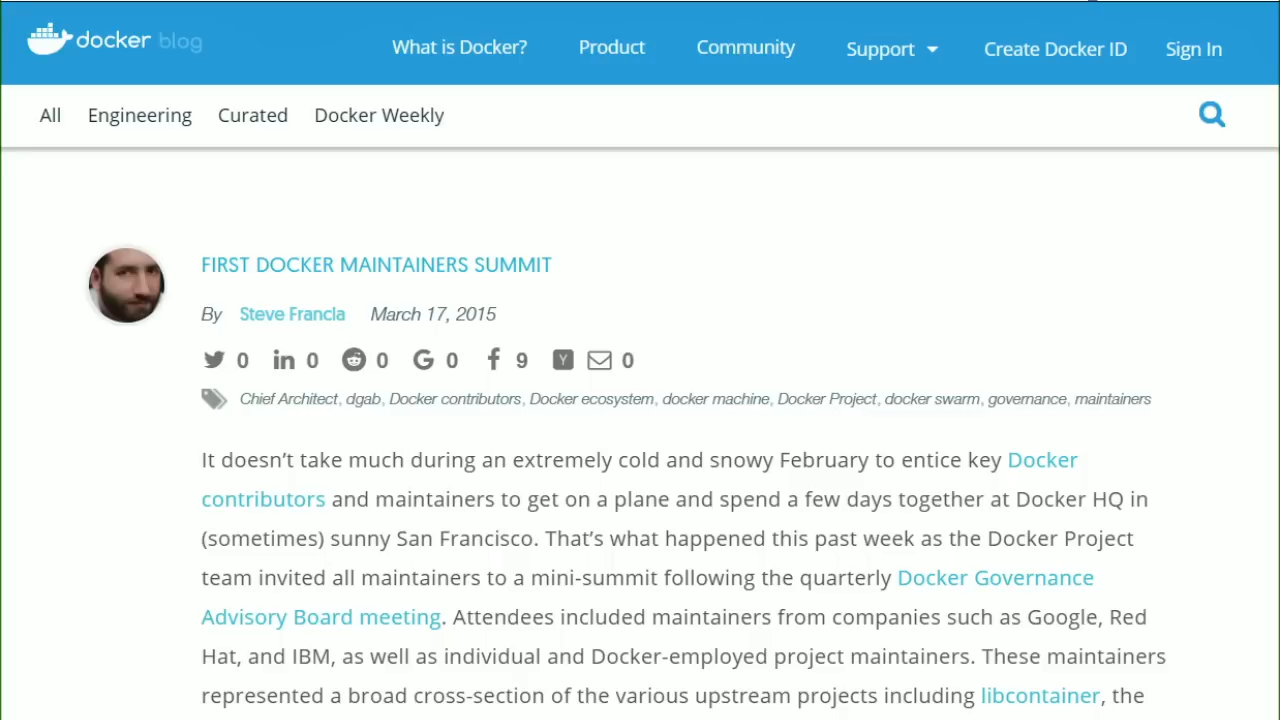 docker blog
What is Docker? Product Community Support Create Docker ID Sign In
All Engineering Curated Docker Weekly
FIRST DOCKER MAINTAINERS SUMMIT
By Steve Francia March 17, 2015
0 in 0 0 G 0 f 9 Y 0
Chief Architect, dgab, Docker contributors, Docker ecosystem, docker machine, Docker Project, docker swarm, governance, maintainers
It doesn’t take much during an extremely cold and snowy February to entice key Docker
contributors and maintainers to get on a plane and spend a few days together at Docker HQ in
(sometimes) sunny San Francisco. That’s what happened this past week as the Docker Project
team invited all maintainers to a mini-summit following the quarterly Docker Governance
Advisory Board meeting. Attendees included maintainers from companies such as Google, Red
Hat, and IBM, as well as individual and Docker-employed project maintainers. These maintainers
represented a broad cross-section of the various upstream projects including libcontainer, the